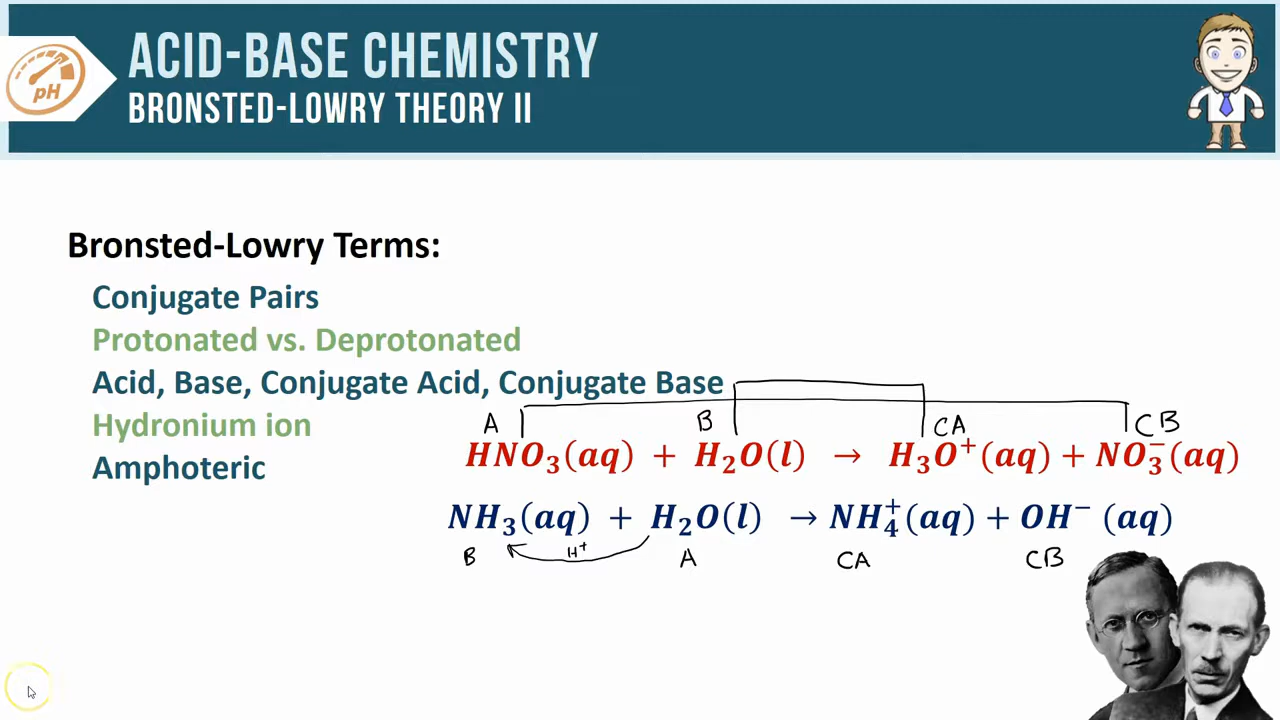 pH
ACID-BASE CHEMISTRY
BRONSTED-LOWRY THEORY II
Bronsted-Lowry Terms:
Conjugate Pairs
Protonated vs. Deprotonated
Acid, Base, Conjugate Acid, Conjugate Base
Hydronium ion
Amphoteric
A B CA CB
HNO₃(aq) + H₂O(l) → H₃O⁺(aq) + NO₃⁻(aq)
NH₃(aq) + H₂O(l) → NH₄⁺(aq) + OH⁻ (aq)
B H⁺ A CA CB